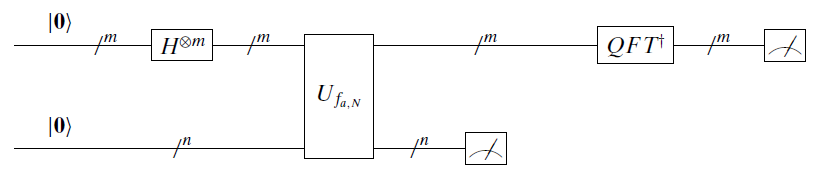 |0⟩
m H⊗m m m QFT† m
U_{f_{a,N}}
|0⟩
n n